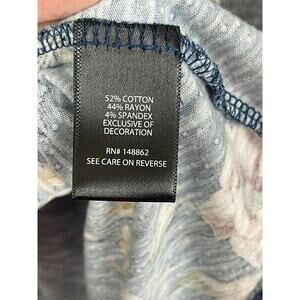 52% COTTON
44% RAYON
4% SPANDEX
EXCLUSIVE OF
DECORATION
RN# 148862
SEE CARE ON REVERSE